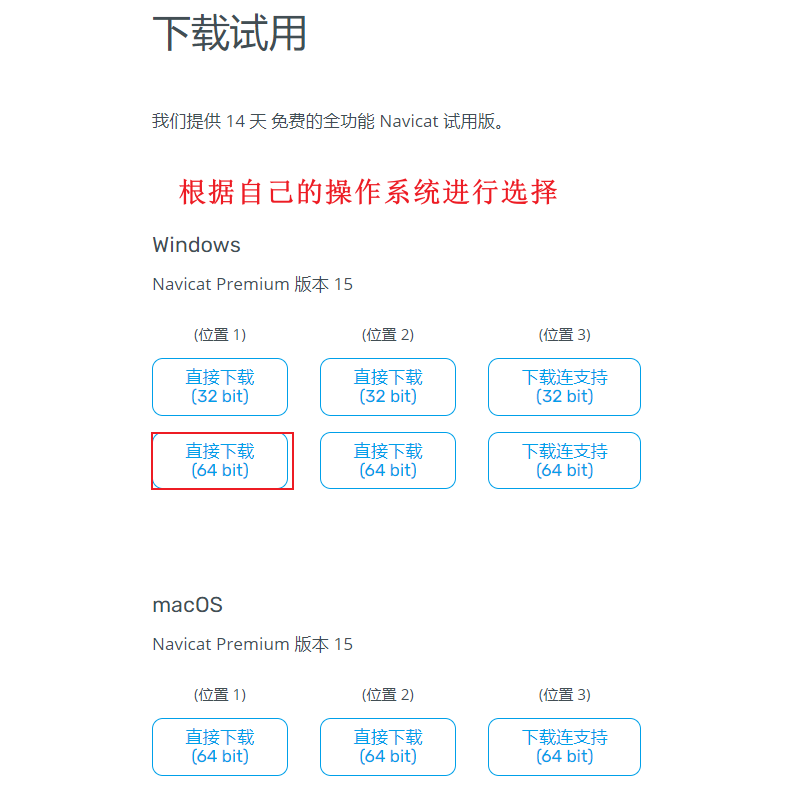 下载试用
我们提供 14 天 免费的全功能 Navicat 试用版。
根据自己的操作系统进行选择
Windows
Navicat Premium 版本 15
(位置 1) (位置 2) (位置 3)
直接下载 直接下载 下载连支持
(32 bit) (32 bit) (32 bit)
直接下载 直接下载 下载连支持
(64 bit) (64 bit) (64 bit)
macOS
Navicat Premium 版本 15
(位置 1) (位置 2) (位置 3)
直接下载 直接下载 下载连支持
(64 bit) (64 bit) (64 bit)